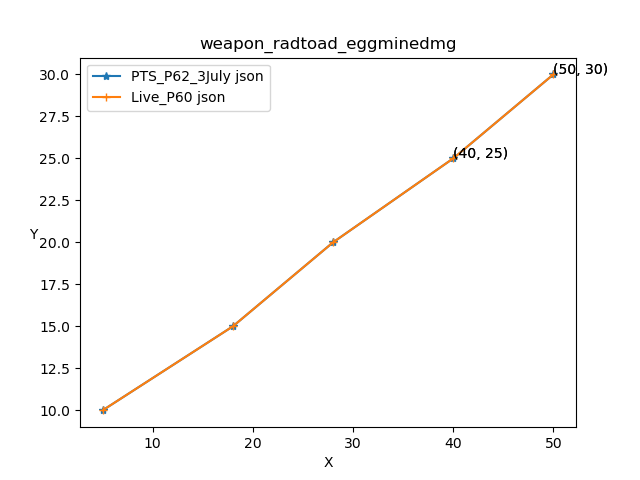 weapon_radtoad_eggminedmg
PTS_P62_3July json
Live_P60 json
(50, 30)
(40, 25)
30.0
27.5
25.0
22.5
20.0
17.5
15.0
12.5
10.0
Y
10 20 30 40 50
X